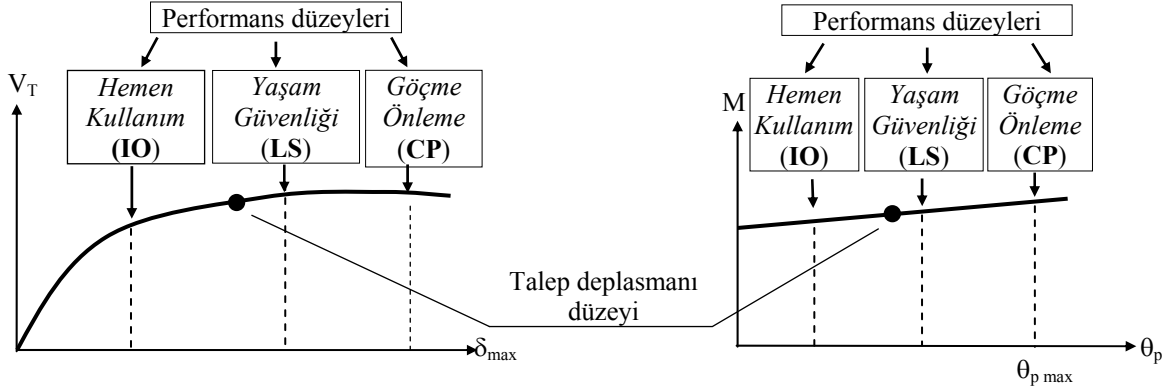 Performans düzeyleri
V_T
Hemen
Kullanım
(IO)
Yaşam
Güvenliği
(LS)
Göçme
Önleme
(CP)
δ_max
Talep deplasmanı
düzeyi
Performans düzeyleri
M
Hemen
Kullanım
(IO)
Yaşam
Güvenliği
(LS)
Göçme
Önleme
(CP)
θ_p
θ_p max